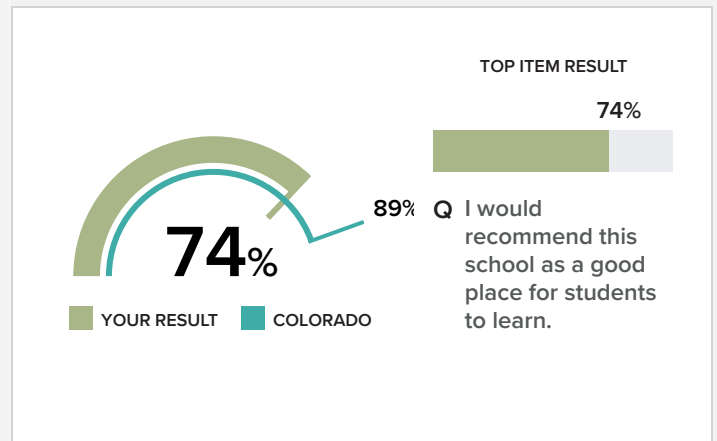 TOP ITEM RESULT
74%
89%
74%
Q I would
recommend this
school as a good
place for students
to learn.
YOUR RESULT
COLORADO